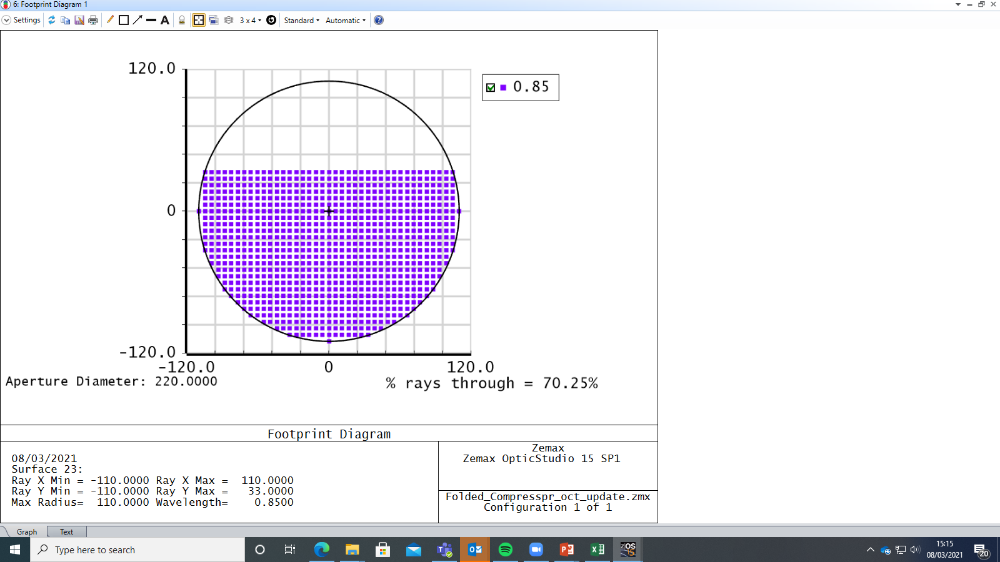 6: Footprint Diagram 1
Settings
A
3 x 4
Standard
Automatic
120.0
0
-120.0
-120.0
0
120.0
0.85
Aperture Diameter: 220.0000
% rays through = 70.25%
Footprint Diagram
08/03/2021
Surface 23:
Ray X Min = -110.0000 Ray X Max = 110.0000
Ray Y Min = -110.0000 Ray Y Max = 33.0000
Max Radius= 110.0000 Wavelength= 0.8500
Zemax
Zemax OpticStudio 15 SP1
Folded_Compresspr_oct_update.zmx
Configuration 1 of 1
Graph
Text
Type here to search
15:15
08/03/2021
20